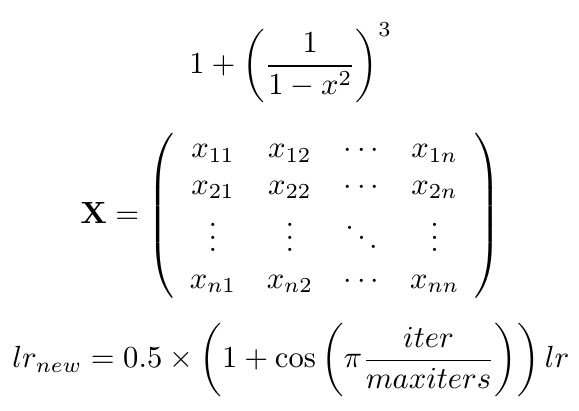 $$1 + \left( \frac{1}{1 - x^2} \right)^3$$
$$\mathbf{X} = \left( \begin{array}{cccc} x_{11} & x_{12} & \cdots & x_{1n} \\ x_{21} & x_{22} & \cdots & x_{2n} \\ \vdots & \vdots & \ddots & \vdots \\ x_{n1} & x_{n2} & \cdots & x_{nn} \end{array} \right)$$
$$lr_{new} = 0.5 \times \left( 1 + \cos \left( \pi \frac{iter}{maxiters} \right) \right) lr$$